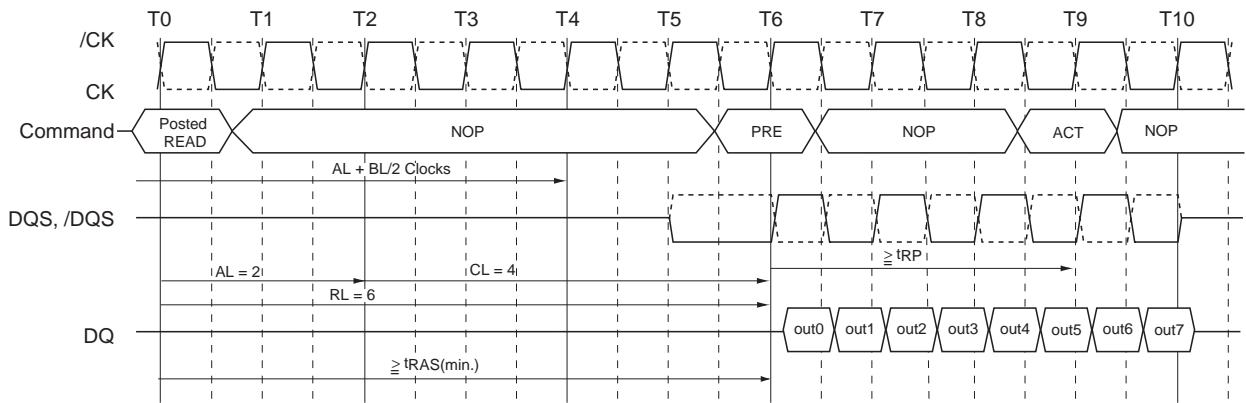 T0 T1 T2 T3 T4 T5 T6 T7 T8 T9 T10
/CK
CK
Command
Posted
READ
NOP
PRE
NOP
ACT
NOP
AL + BL/2 Clocks
DQS, /DQS
AL = 2
CL = 4
≧ tRP
RL = 6
DQ
out0 out1 out2 out3 out4 out5 out6 out7
≧ tRAS(min.)